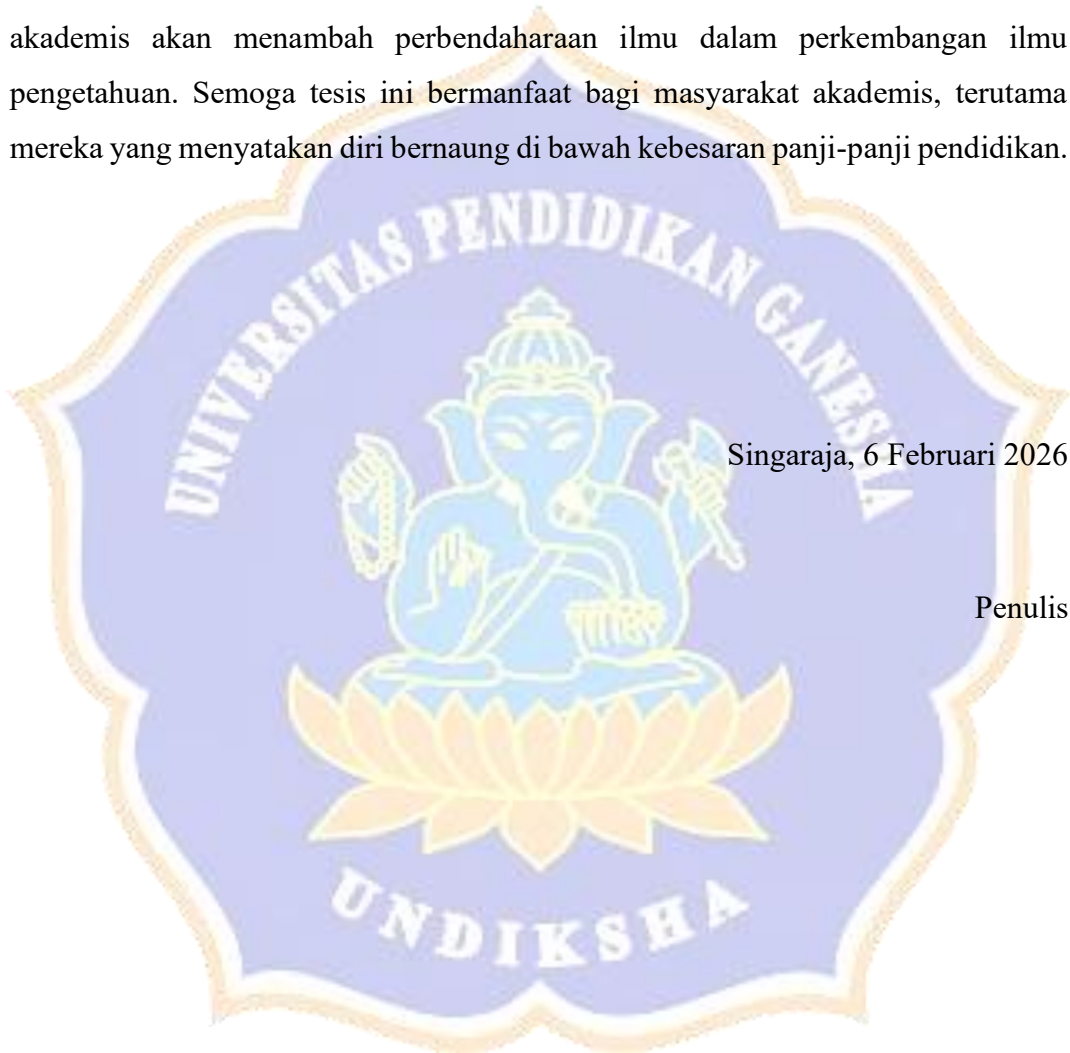 akademis akan menambah perbendaharaan ilmu dalam perkembangan ilmu
pengetahuan. Semoga tesis ini bermanfaat bagi masyarakat akademis, terutama
mereka yang menyatakan diri bernaung di bawah kebesaran panji-panji pendidikan.
UNIVERSITAS PENDIDIKAN GANESHA
Singaraja, 6 Februari 2026
Penulis
UNDIKSHA